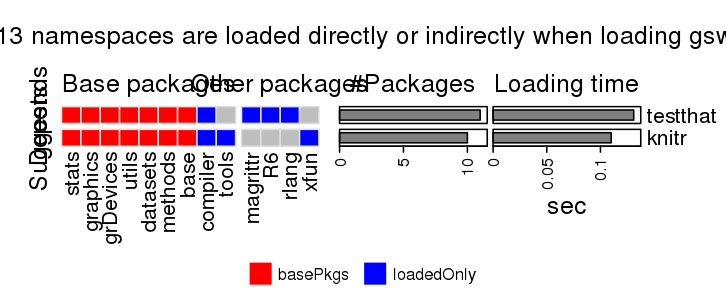 13 namespaces are loaded directly or indirectly when loading gsw
Base packages
Other packages
#Packages
Loading time
Depends
Suggests
testthat
knitr
stats
graphics
grDevices
utils
datasets
methods
base
compiler
tools
magrittr
R6
rlang
xfun
0
5
10
0
0.05
0.1
sec
basePkgs
loadedOnly